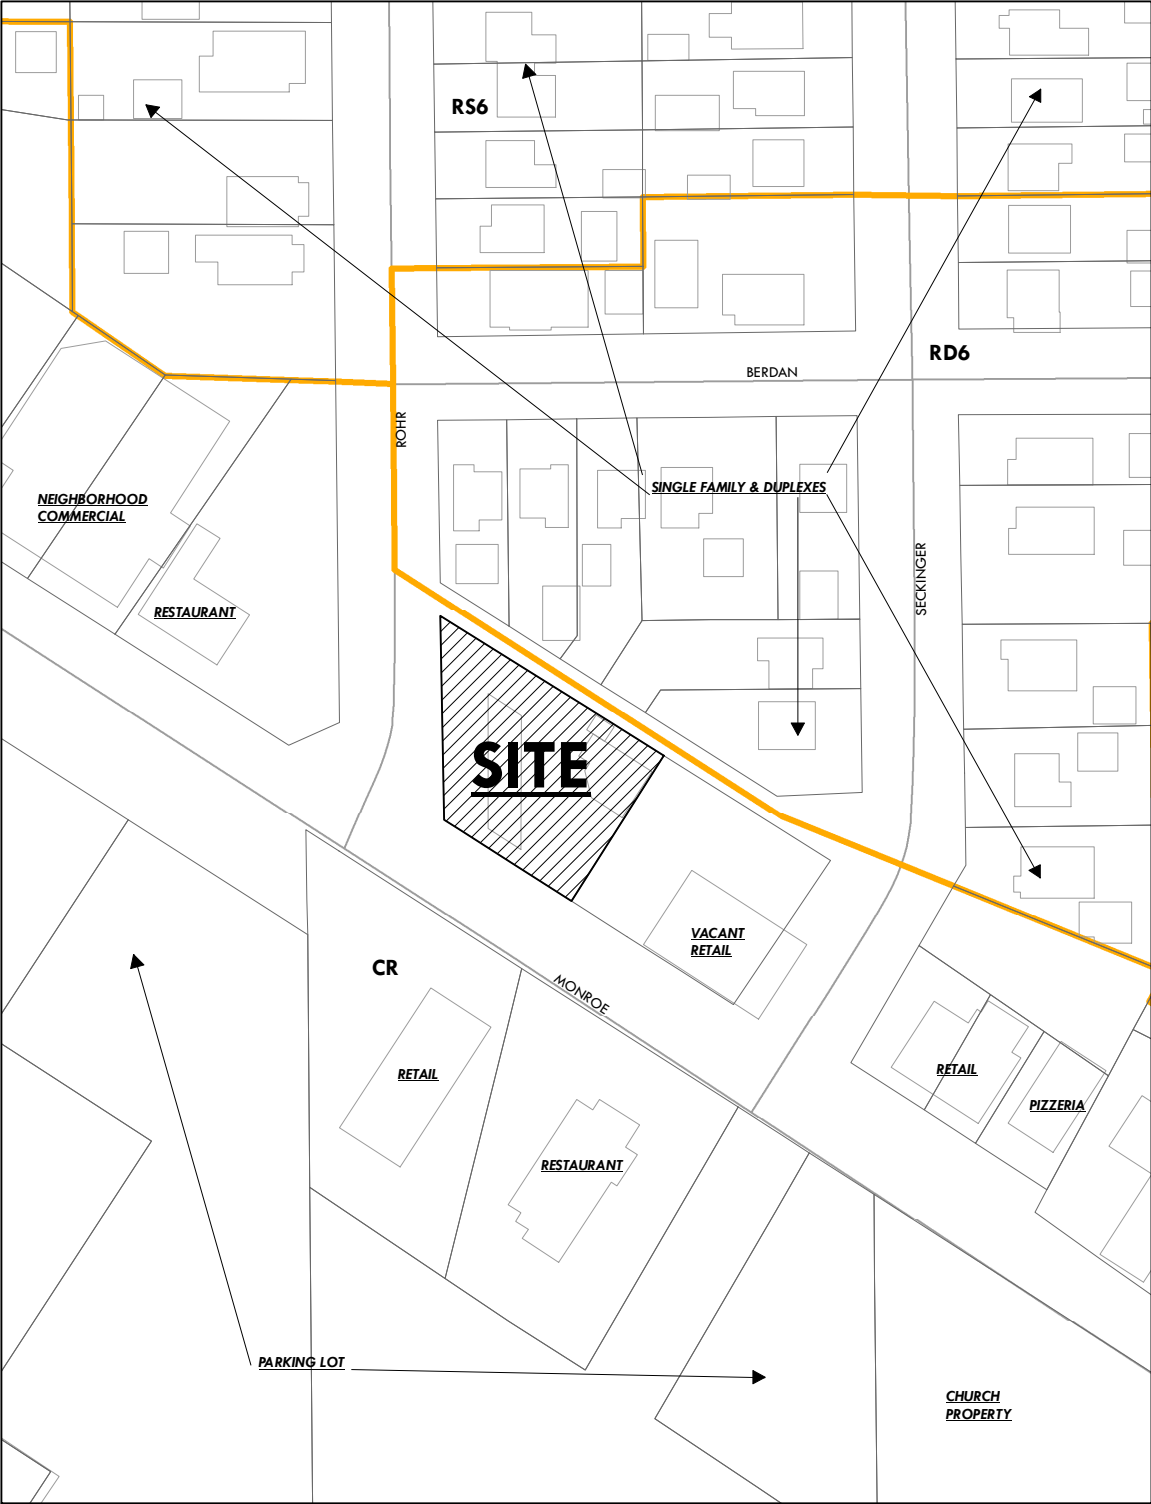 RS6
RD6
BERDAN
ROHR
SINGLE FAMILY & DUPLEXES
NEIGHBORHOOD
COMMERCIAL
SECKINGER
RESTAURANT
SITE
VACANT
RETAIL
CR
MONROE
RETAIL
RETAIL
PIZZERIA
RESTAURANT
PARKING LOT
CHURCH
PROPERTY